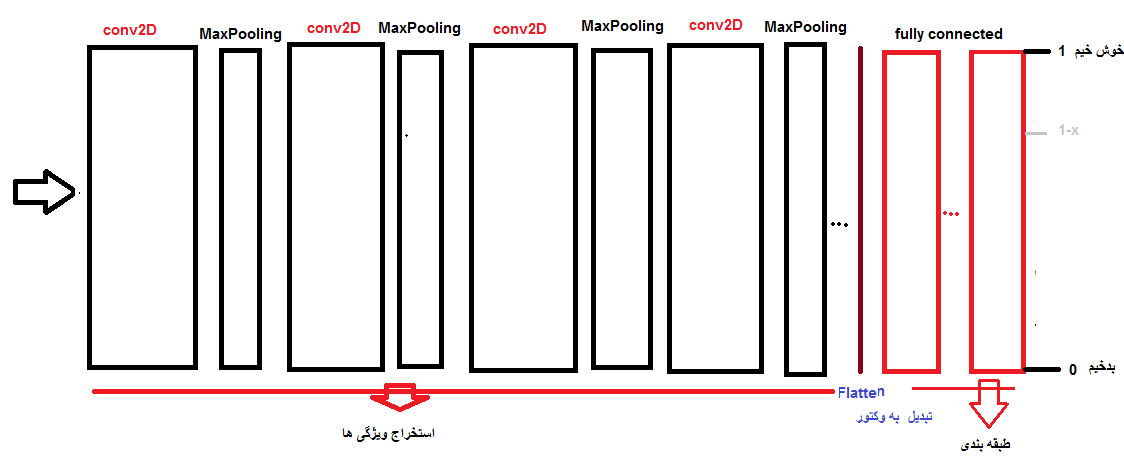 conv2D
MaxPooling
conv2D
MaxPooling
conv2D
MaxPooling
conv2D
MaxPooling
fully connected
1 خوش خیم
1-x
...
...
0 بدخیم
Flatten
تبدیل به وکتور
استخراج ویژگی ها
طبقه بندی